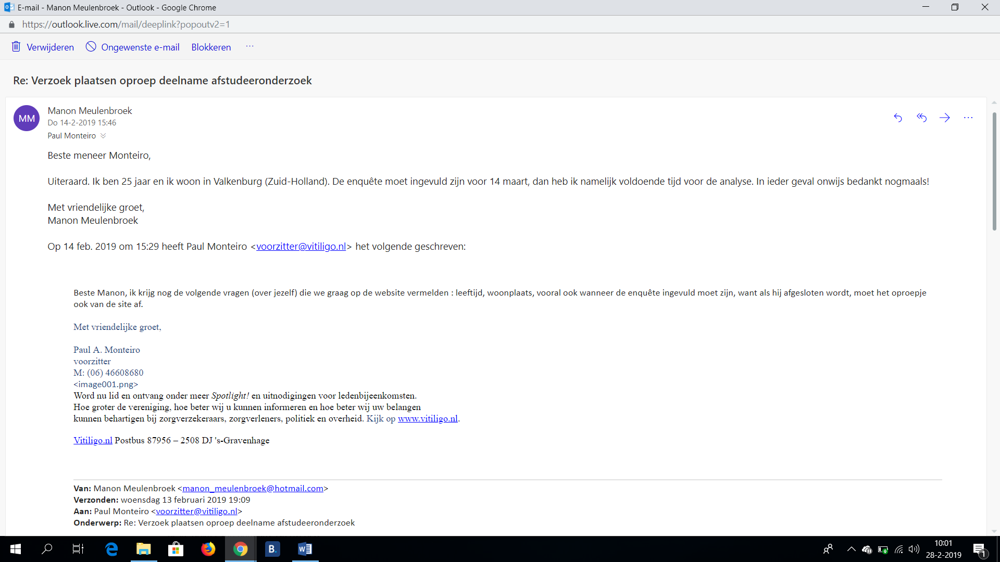 E-mail - Manon Meulenbroek - Outlook - Google Chrome
https://outlook.live.com/mail/deeplink?popoutv2=1
Verwijderen Ongewenste e-mail Blokkeren ...
Re: Verzoek plaatsen oproep deelname afstudeeronderzoek
MM
Manon Meulenbroek
Do 14-2-2019 15:46
Paul Monteiro
Beste meneer Monteiro,
Uiteraard. Ik ben 25 jaar en ik woon in Valkenburg (Zuid-Holland). De enquête moet ingevuld zijn voor 14 maart, dan heb ik namelijk voldoende tijd voor de analyse. In ieder geval onwijs bedankt nogmaals!
Met vriendelijke groet,
Manon Meulenbroek
Op 14 feb. 2019 om 15:29 heeft Paul Monteiro <voorzitter@vitiligo.nl> het volgende geschreven:
Beste Manon, ik krijg nog de volgende vragen (over jezelf) die we graag op de website vermelden : leeftijd, woonplaats, vooral ook wanneer de enquête ingevuld moet zijn, want als hij afgesloten wordt, moet het oproepje
ook van de site af.
Met vriendelijke groet,
Paul A. Monteiro
voorzitter
M: (06) 46608680
<image001.png>
Word nu lid en ontvang onder meer Spotlight! en uitnodigingen voor ledenbijeenkomsten.
Hoe groter de vereniging, hoe beter wij u kunnen informeren en hoe beter wij uw belangen
kunnen behartigen bij zorgverzekeraars, zorgverleners, politiek en overheid. Kijk op www.vitiligo.nl.
Vitiligo.nl Postbus 87956 – 2508 DJ 's-Gravenhage
Van: Manon Meulenbroek <manon_meulenbroek@hotmail.com>
Verzonden: woensdag 13 februari 2019 19:09
Aan: Paul Monteiro <voorzitter@vitiligo.nl>
Onderwerp: Re: Verzoek plaatsen oproep deelname afstudeeronderzoek
B.
10:01
28-2-2019
1